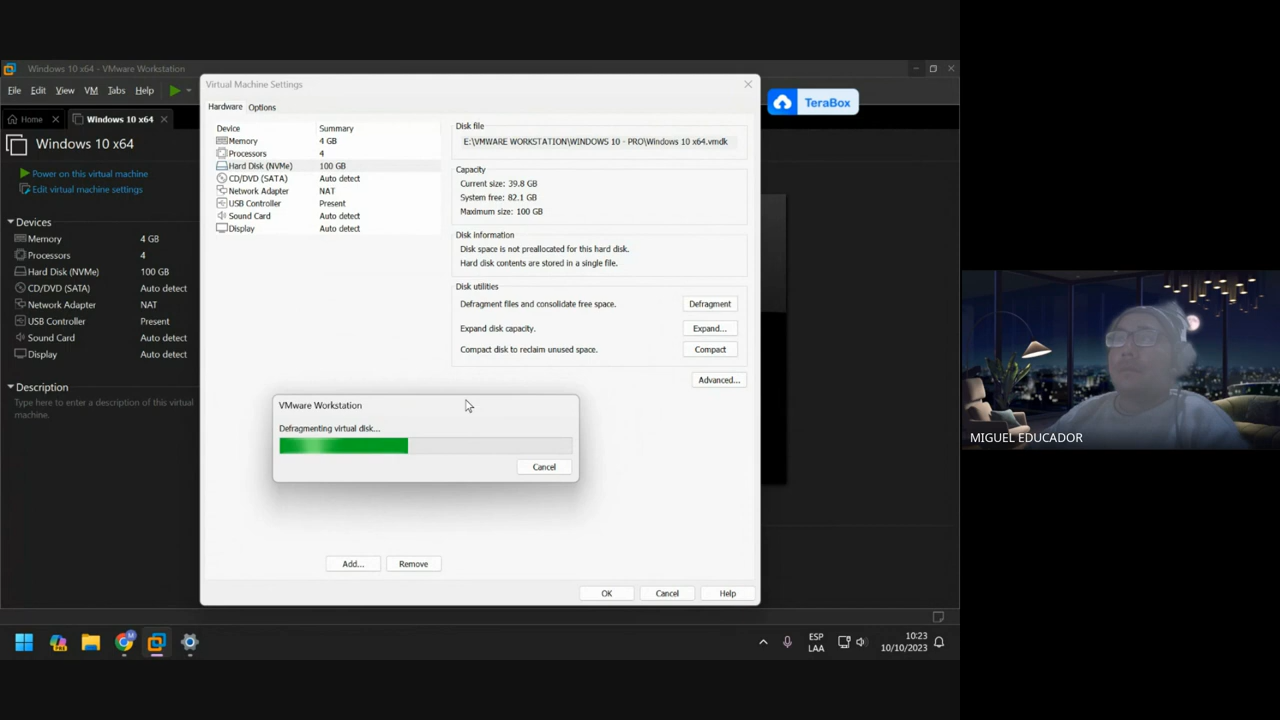 Windows 10 x64 - VMware Workstation
File Edit View VM Tabs Help
Home
Windows 10 x64
Windows 10 x64
Power on this virtual machine
Edit virtual machine settings
Devices
Memory 4 GB
Processors 4
Hard Disk (NVMe) 100 GB
CD/DVD (SATA) Auto detect
Network Adapter NAT
USB Controller Present
Sound Card Auto detect
Display Auto detect
Description
Type here to enter a description of this virtual
machine.
Virtual Machine Settings
Hardware Options
Device Summary
Memory 4 GB
Processors 4
Hard Disk (NVMe) 100 GB
CD/DVD (SATA) Auto detect
Network Adapter NAT
USB Controller Present
Sound Card Auto detect
Display Auto detect
Disk file
E:\VMWARE WORKSTATION\WINDOWS 10 - PRO\Windows 10 x64.vmdk
Capacity
Current size: 39.8 GB
System free: 82.1 GB
Maximum size: 100 GB
Disk information
Disk space is not preallocated for this hard disk.
Hard disk contents are stored in a single file.
Disk utilities
Defragment files and consolidate free space. Defragment
Expand disk capacity. Expand...
Compact disk to reclaim unused space. Compact
Advanced...
VMware Workstation
Defragmenting virtual disk...
Cancel
Add... Remove
OK Cancel Help
TeraBox
MIGUEL EDUCADOR
ESP
LAA
10:23
10/10/2023